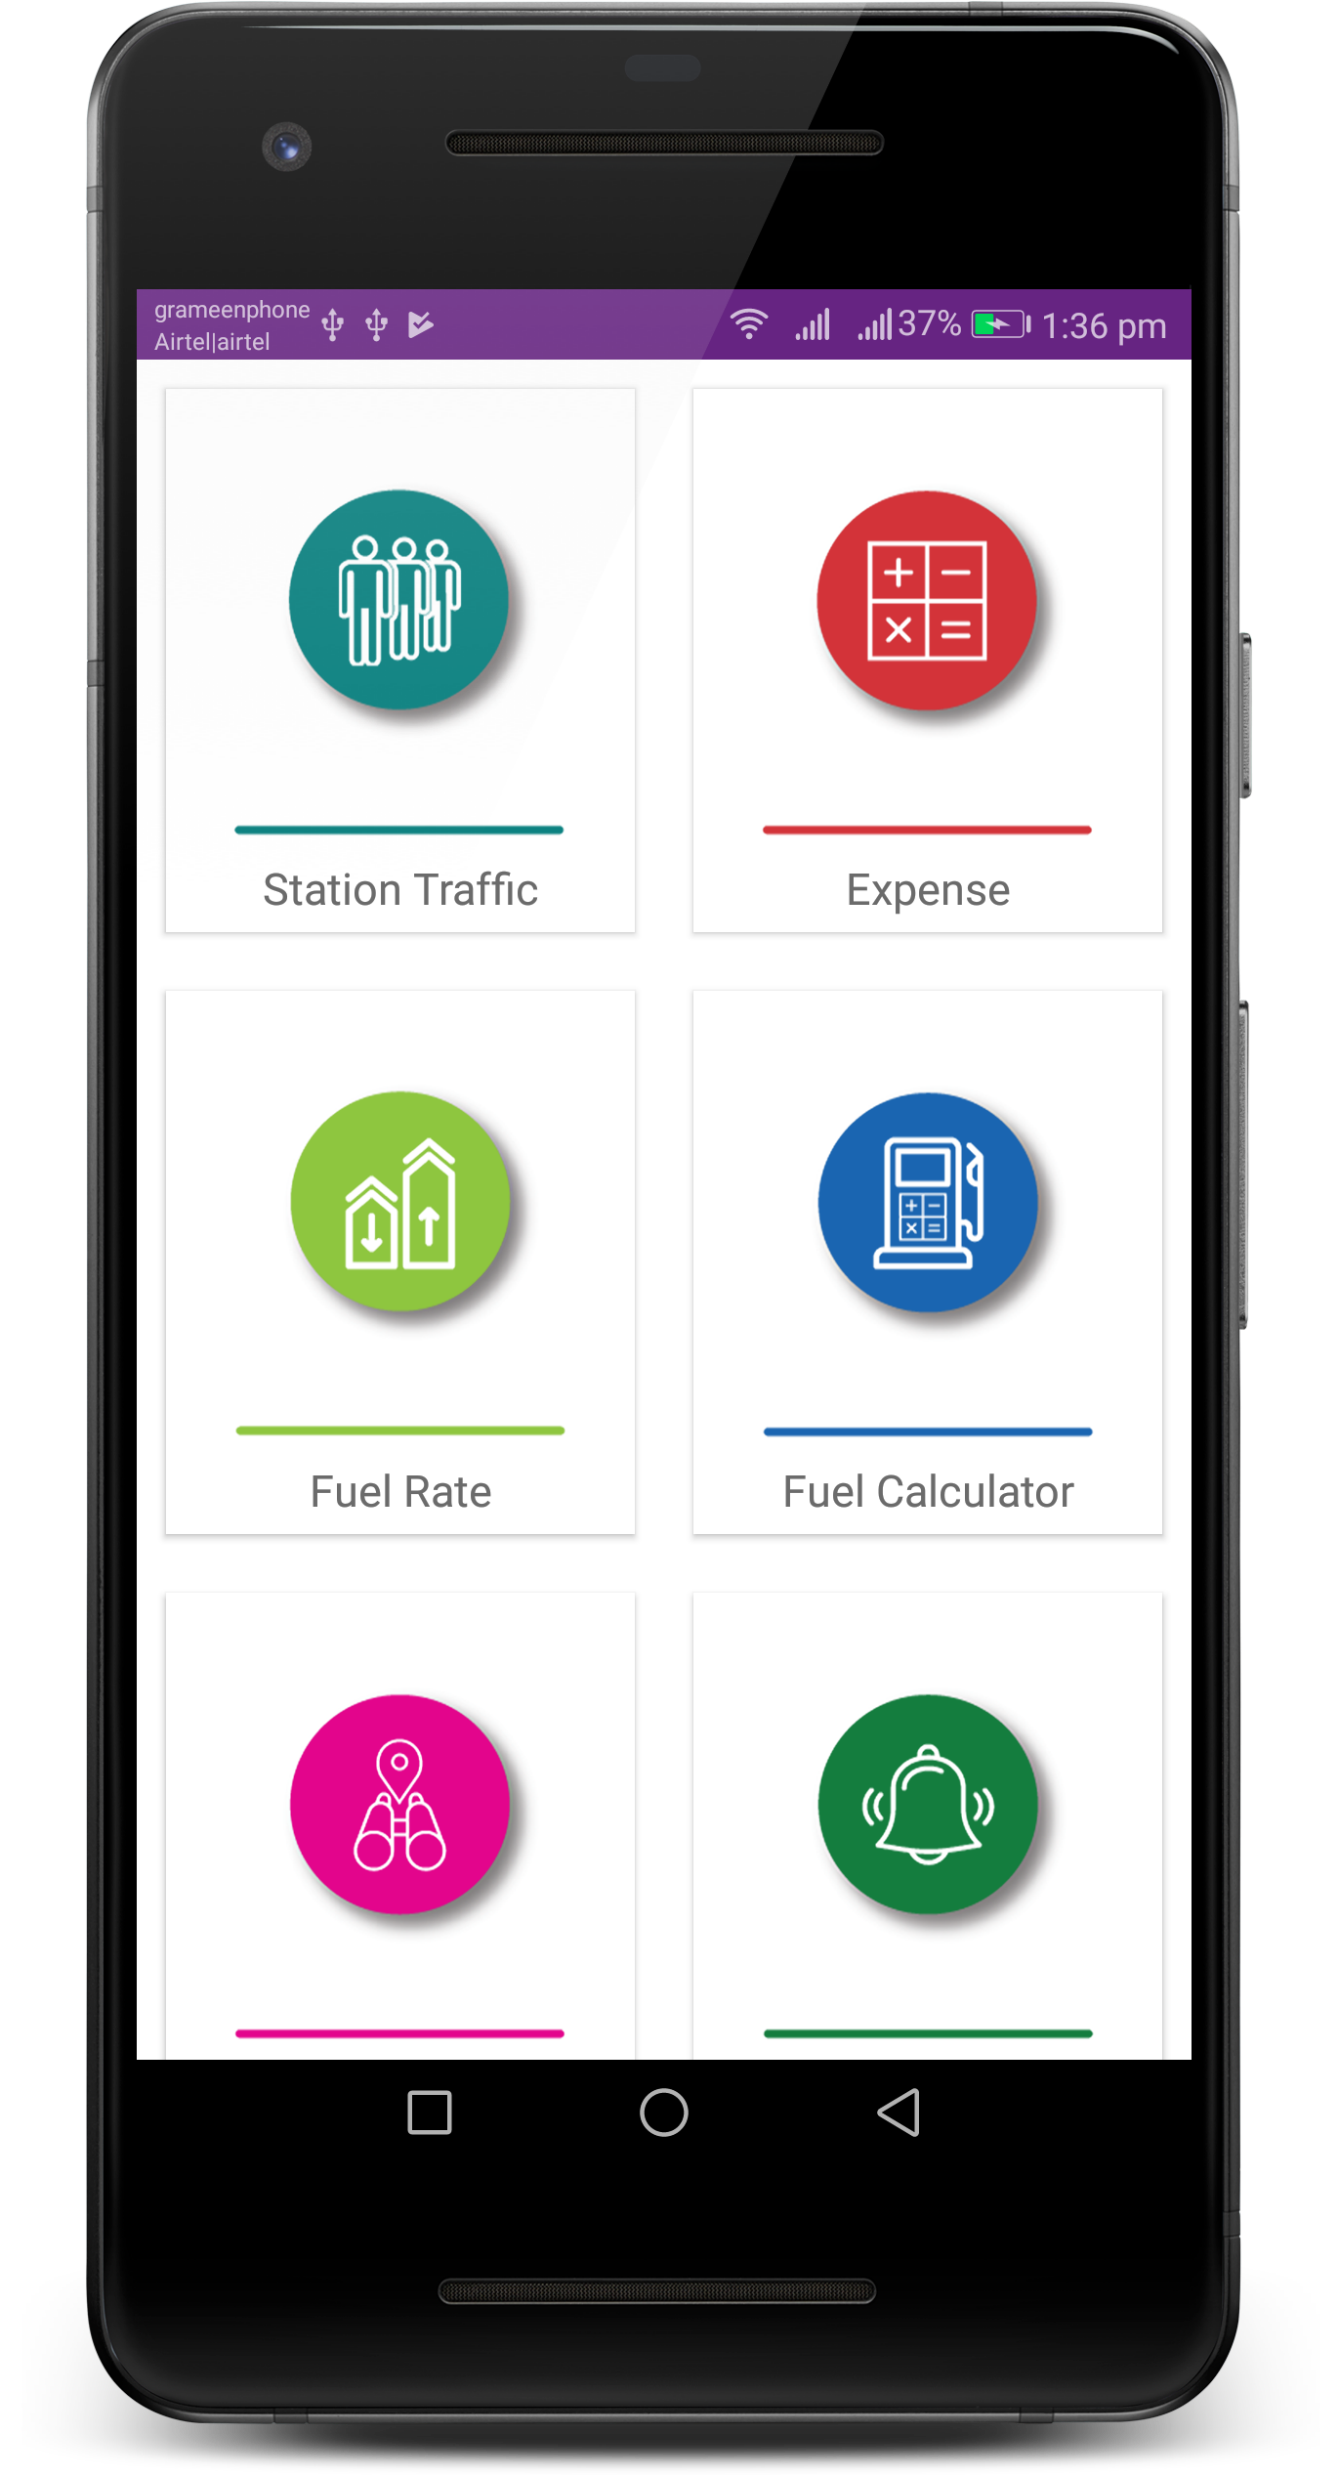 grameenphone
Airtel|airtel
37% 1:36 pm
Station Traffic
Expense
Fuel Rate
Fuel Calculator